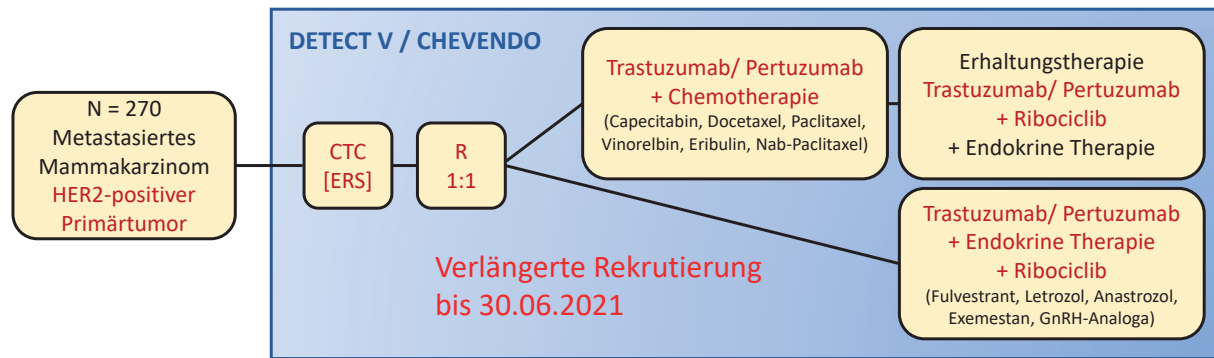 DETECT V / CHEVENDO
N = 270
Metastasiertes
Mammakarzinom
HER2-positiver
Primärtumor
CTC
[ERS]
R
1:1
Trastuzumab/ Pertuzumab
+ Chemotherapie
(Capecitabin, Docetaxel, Paclitaxel,
Vinorelbin, Eribulin, Nab-Paclitaxel)
Erhaltungstherapie
Trastuzumab/ Pertuzumab
+ Ribociclib
+ Endokrine Therapie
Trastuzumab/ Pertuzumab
+ Endokrine Therapie
+ Ribociclib
(Fulvestrant, Letrozol, Anastrozol,
Exemestan, GnRH-Analoga)
Verlängerte Rekrutierung
bis 30.06.2021